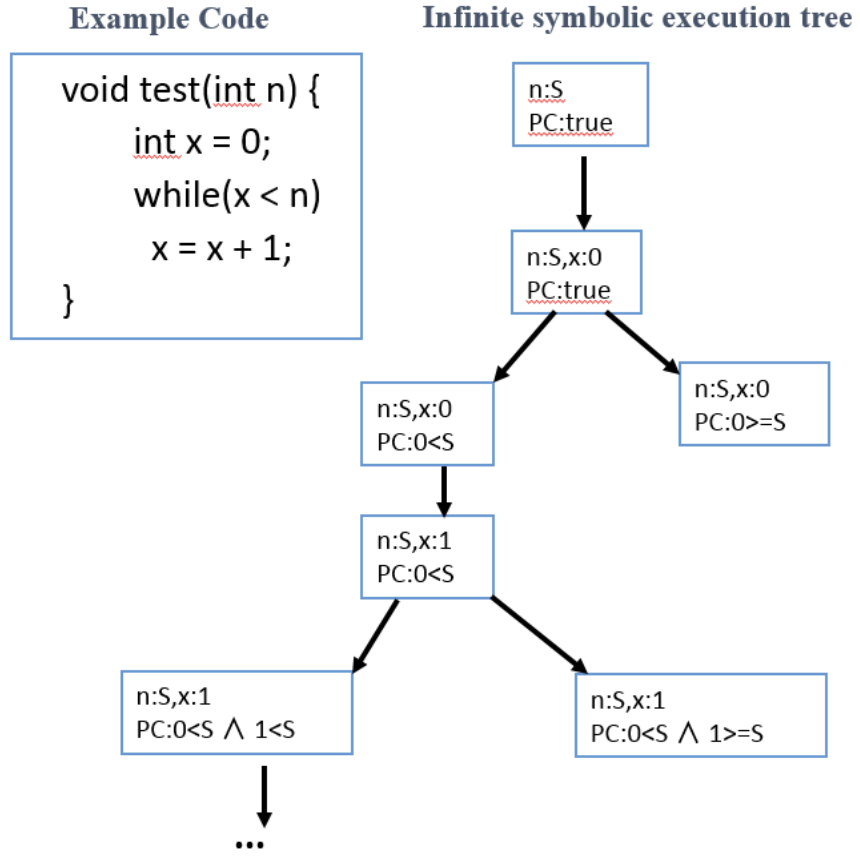 Example Code
Infinite symbolic execution tree
void test(int n) {
int x = 0;
while(x < n)
x = x + 1;
}
n:S
PC:true
n:S,x:0
PC:true
n:S,x:0
PC:0<S
n:S,x:0
PC:0>=S
n:S,x:1
PC:0<S
n:S,x:1
PC:0<S ∧ 1<S
n:S,x:1
PC:0<S ∧ 1>=S
...